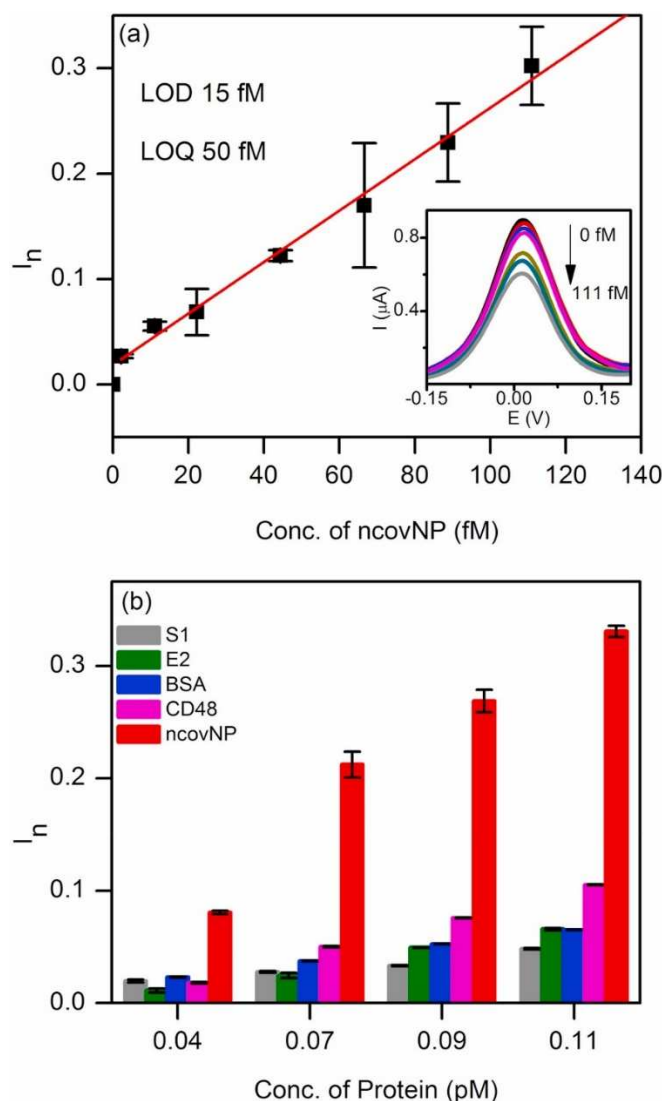 (a)
LOD 15 fM
LOQ 50 fM
0.3
0.2
0.1
0.0
I_n
0 20 40 60 80 100 120 140
Conc. of ncovNP (fM)
0.8
0.4
I (µA)
0 fM
111 fM
-0.15 0.00 0.15
E (V)
(b)
S1
E2
BSA
CD48
ncovNP
0.3
0.2
0.1
0.0
I_n
0.04 0.07 0.09 0.11
Conc. of Protein (pM)